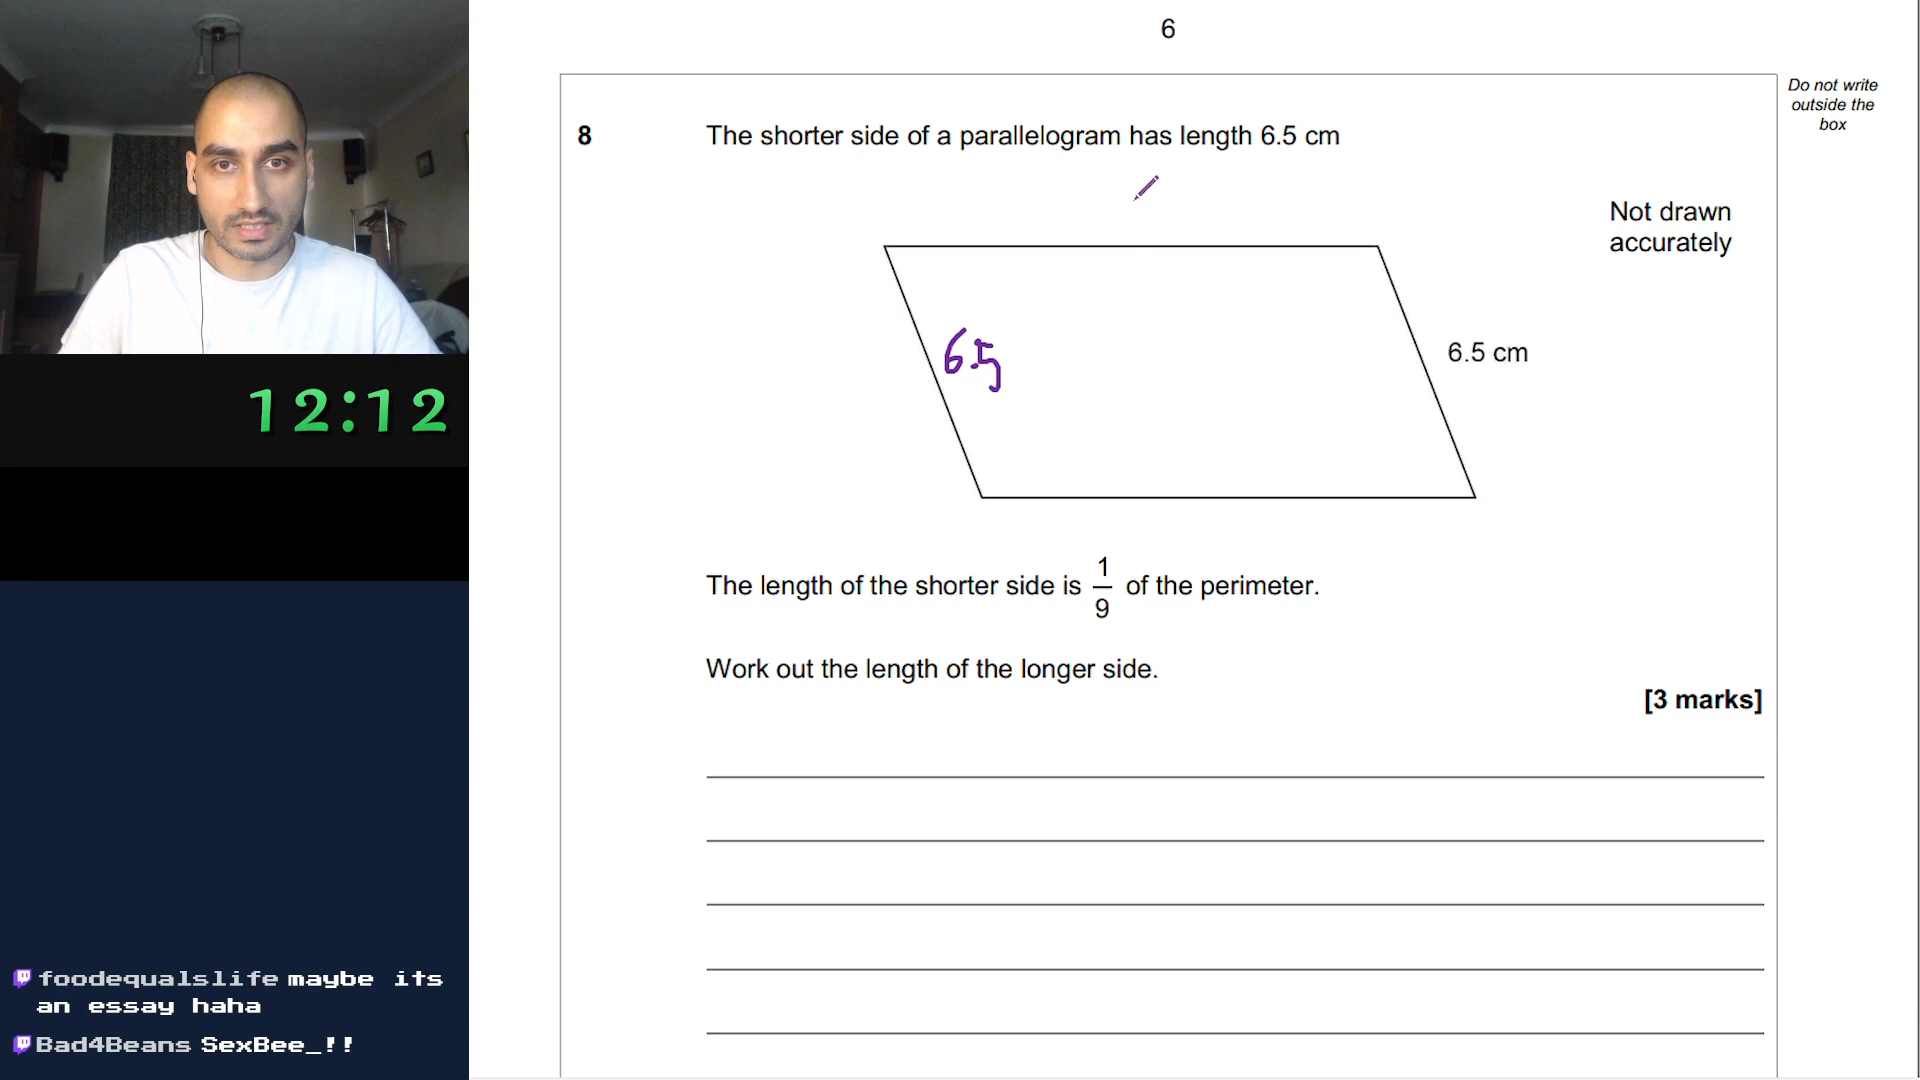 6
Do not write
outside the
box
8 The shorter side of a parallelogram has length 6.5 cm
Not drawn
accurately
6.5
6.5 cm
12:12
The length of the shorter side is 1/9 of the perimeter.
Work out the length of the longer side.
[3 marks]
foodequalslife maybe its
an essay haha
Bad4Beans SexBee_!!